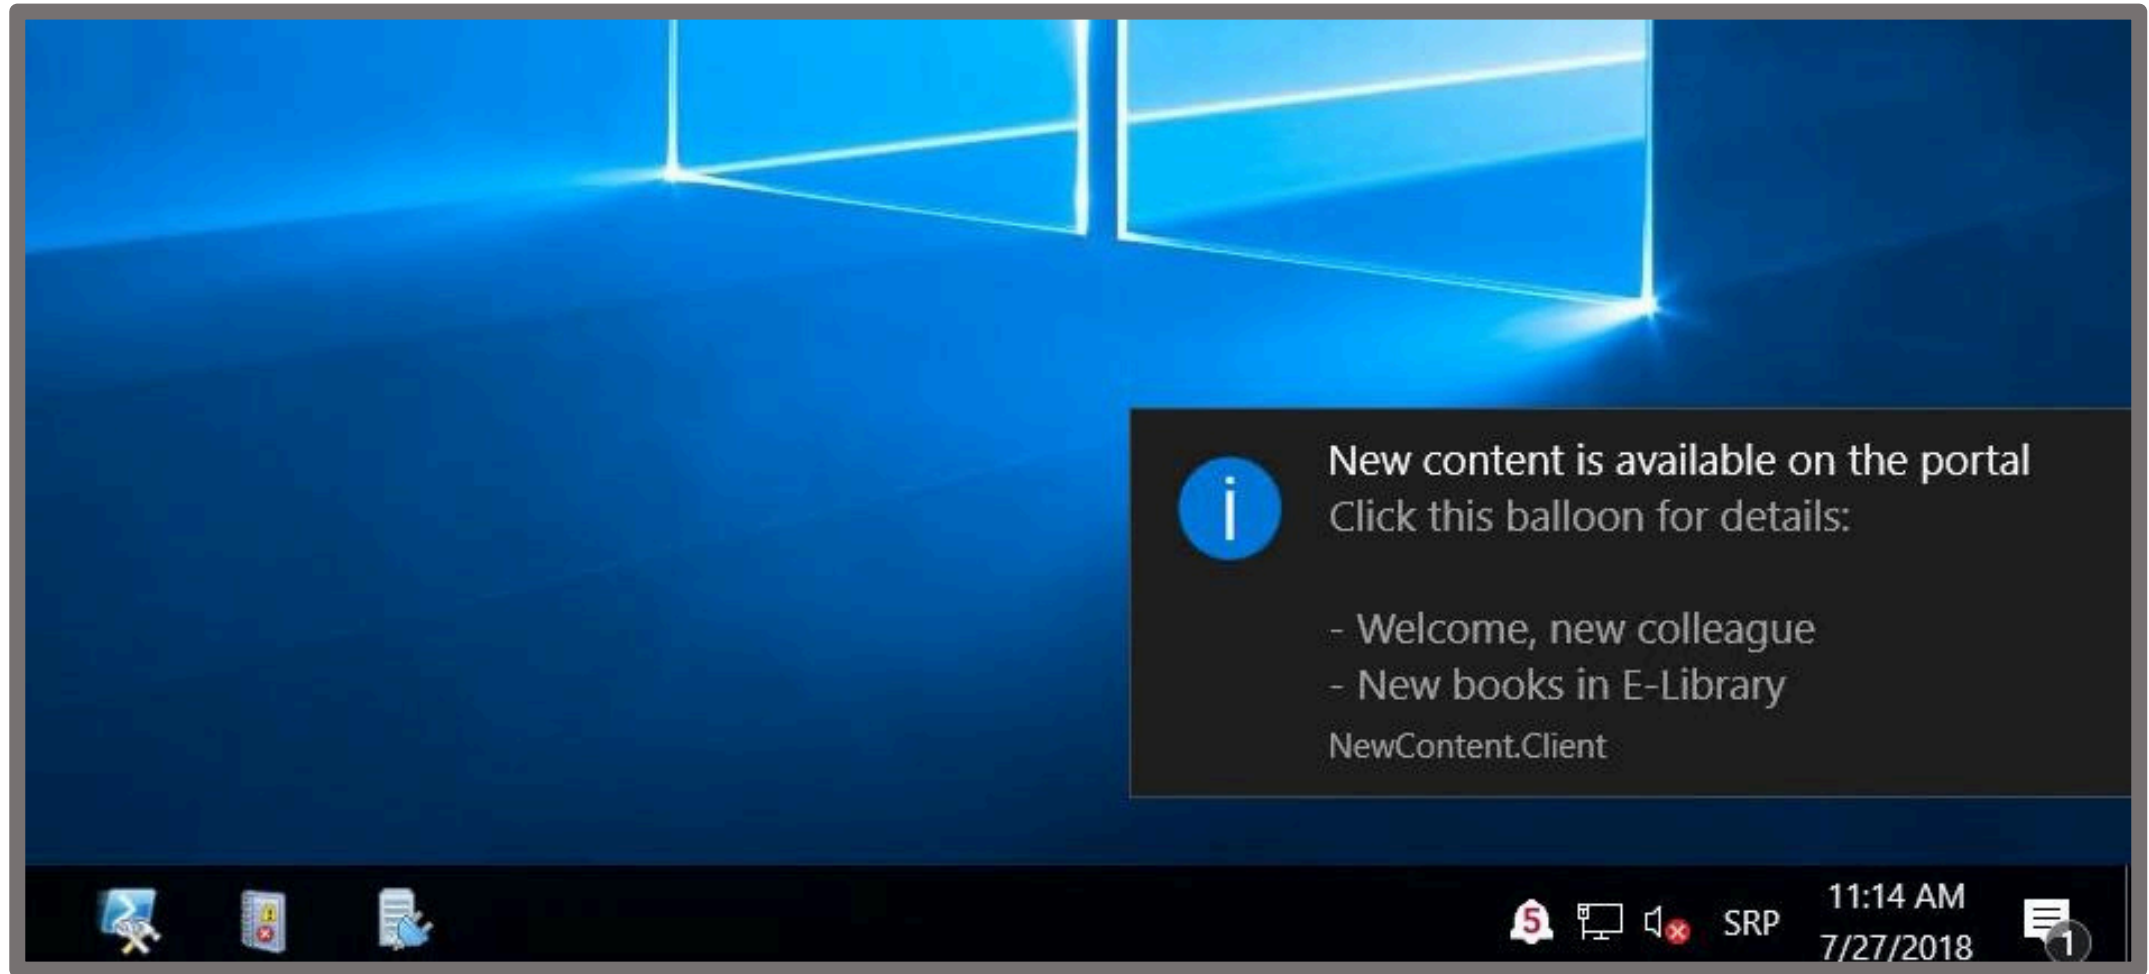 New content is available on the portal
Click this balloon for details:
- Welcome, new colleague
- New books in E-Library
NewContent.Client
5
SRP
11:14 AM
7/27/2018
1